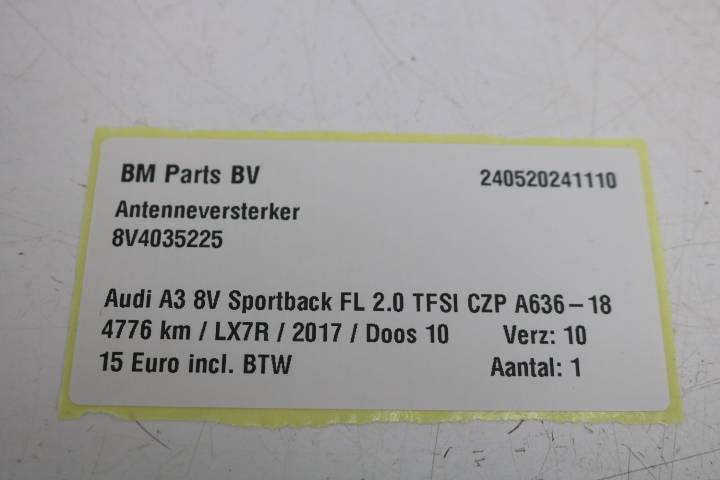 BM Parts BV 240520241110
Antenneversterker
8V4035225
Audi A3 8V Sportback FL 2.0 TFSI CZP A636-18
4776 km / LX7R / 2017 / Doos 10 Verz: 10
15 Euro incl. BTW Aantal: 1